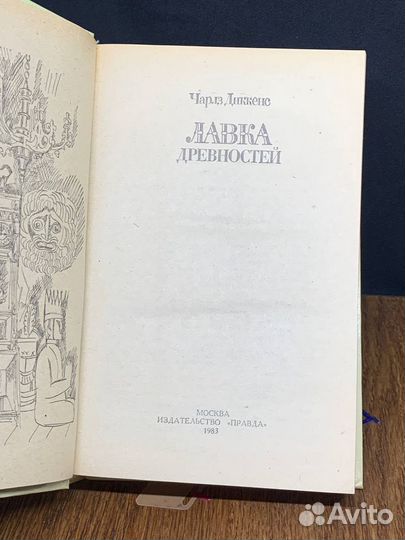 Чарлз Диккенс
ЛАВКА
ДРЕВНОСТЕЙ
МОСКВА
ИЗДАТЕЛЬСТВО «ПРАВДА»
1983
Avito